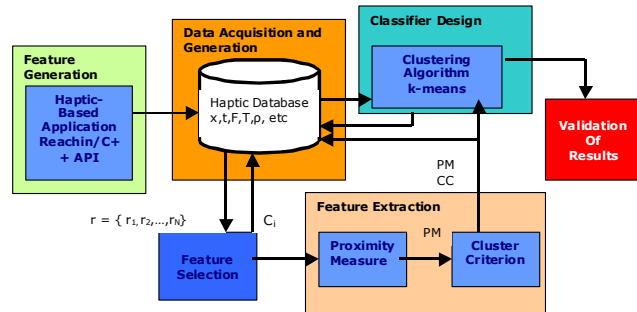 Feature
Generation
Haptic-
Based
Application
Reachin/C+
+ API
Data Acquisition and
Generation
Haptic Database
x,t,F,T,ρ, etc
Classifier Design
Clustering
Algorithm
k-means
Validation
Of
Results
PM
CC
r = { r1,r2,...,rN}
Ci
Feature
Selection
Feature Extraction
Proximity
Measure
PM
Cluster
Criterion